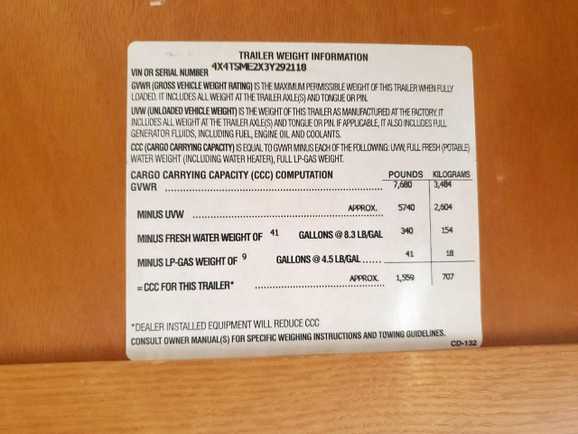 TRAILER WEIGHT INFORMATION
VIN OR SERIAL NUMBER 4X4TSME2X3Y292118
GVWR (GROSS VEHICLE WEIGHT RATING) IS THE MAXIMUM PERMISSIBLE WEIGHT OF THIS TRAILER WHEN FULLY
LOADED. IT INCLUDES ALL WEIGHT AT THE TRAILER AXLE(S) AND TONGUE OR PIN.
UVW (UNLOADED VEHICLE WEIGHT) IS THE WEIGHT OF THIS TRAILER AS MANUFACTURED AT THE FACTORY. IT
INCLUDES ALL WEIGHT AT THE TRAILER AXLE(S) AND TONGUE OR PIN. IF APPLICABLE, IT ALSO INCLUDES FULL
GENERATOR FLUIDS, INCLUDING FUEL, ENGINE OIL AND COOLANTS.
CCC (CARGO CARRYING CAPACITY) IS EQUAL TO GVWR MINUS EACH OF THE FOLLOWING: UVW, FULL FRESH (POTABLE)
WATER WEIGHT (INCLUDING WATER HEATER), FULL LP-GAS WEIGHT.
CARGO CARRYING CAPACITY (CCC) COMPUTATION POUNDS KILOGRAMS
GVWR 7,680 3,484
MINUS UVW APPROX. 5740 2,604
MINUS FRESH WATER WEIGHT OF 41 GALLONS @ 8.3 LB/GAL 340 154
MINUS LP-GAS WEIGHT OF 9 GALLONS @ 4.5 LB/GAL 41 18
= CCC FOR THIS TRAILER* APPROX. 1,559 707
*DEALER INSTALLED EQUIPMENT WILL REDUCE CCC
CONSULT OWNER MANUAL(S) FOR SPECIFIC WEIGHING INSTRUCTIONS AND TOWING GUIDELINES.
CD-132